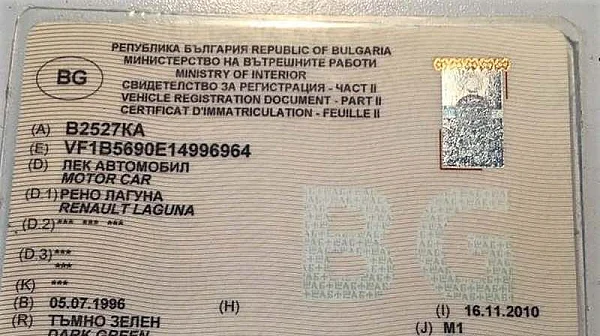 РЕПУБЛИКА БЪЛГАРИЯ REPUBLIC OF BULGARIA
МИНИСТЕРСТВО НА ВЪТРЕШНИТЕ РАБОТИ
MINISTRY OF INTERIOR
BG
СВИДЕТЕЛСТВО ЗА РЕГИСТРАЦИЯ - ЧАСТ II
VEHICLE REGISTRATION DOCUMENT - PART II
CERTIFICAT D'IMMATRICULATION - FEUILLE II
(A) В2527КА
(E) VF1B5690E14996964
(D) ЛЕК АВТОМОБИЛ
MOTOR CAR
(D.1) РЕНО ЛАГУНА
RENAULT LAGUNA
(D.2) *** *** ***
BG
(D.3) ***
***
(K) ***
(B) 05.07.1996 (H) (I) 16.11.2010
(R) ТЪМНО ЗЕЛЕН (J) M1
DARK GREEN